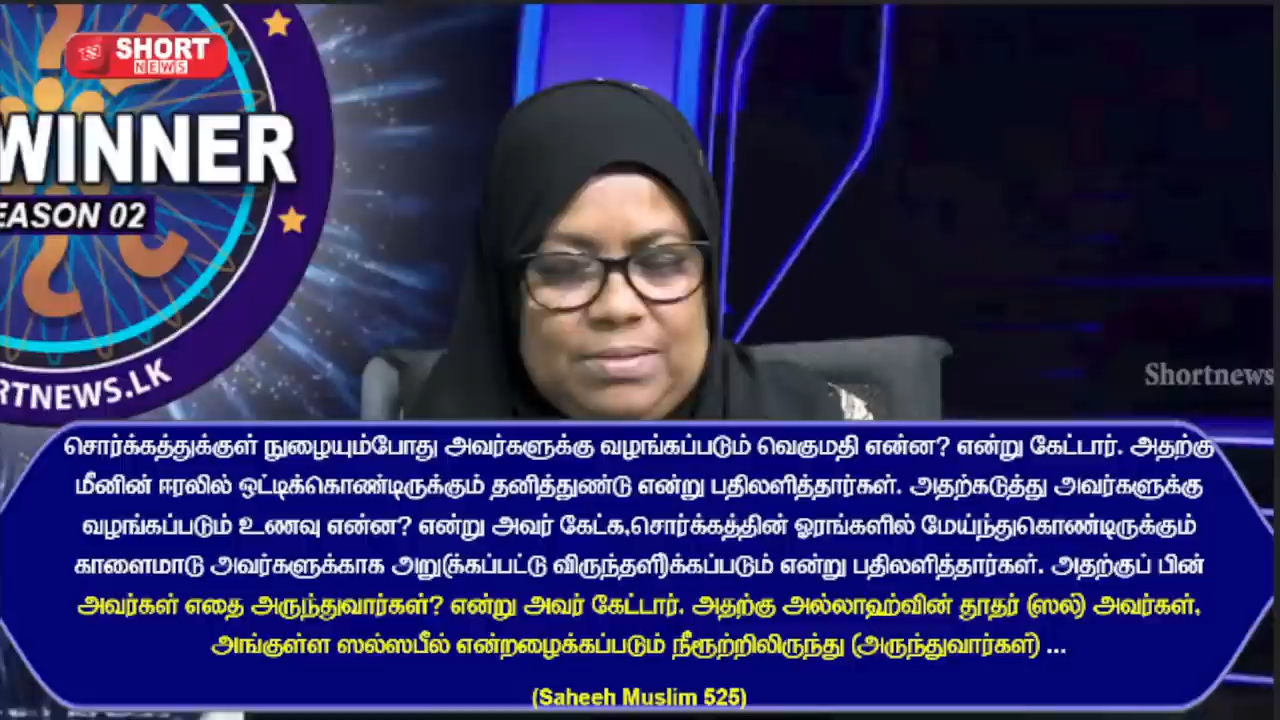 SHORT
NEWS
WINNER
EASON 02
RTNEWS.LK
Shortnews
சொர்க்கத்துக்குள் நுழையும்போது அவர்களுக்கு வழங்கப்படும் வெகுமதி என்ன? என்று கேட்டார். அதற்கு
மீனின் ஈரலில் ஒட்டிக்கொண்டிருக்கும் தனித்துண்டு என்று பதிலளித்தார்கள். அதற்கடுத்து அவர்களுக்கு
வழங்கப்படும் உணவு என்ன? என்று அவர் கேட்க,சொர்க்கத்தின் ஓரங்களில் மேய்ந்துகொண்டிருக்கும்
காளைமாடு அவர்களுக்காக அறு(க்கப்பட்டு விருந்தளி)க்கப்படும் என்று பதிலளித்தார்கள். அதற்குப் பின்
அவர்கள் எதை அருந்துவார்கள்? என்று அவர் கேட்டார். அதற்கு அல்லாஹ்வின் தூதர் (ஸல்) அவர்கள்,
அங்குள்ள ஸல்ஸபீல் என்றழைக்கப்படும் நீரூற்றிலிருந்து (அருந்துவார்கள்) ...
(Saheeh Muslim 525)